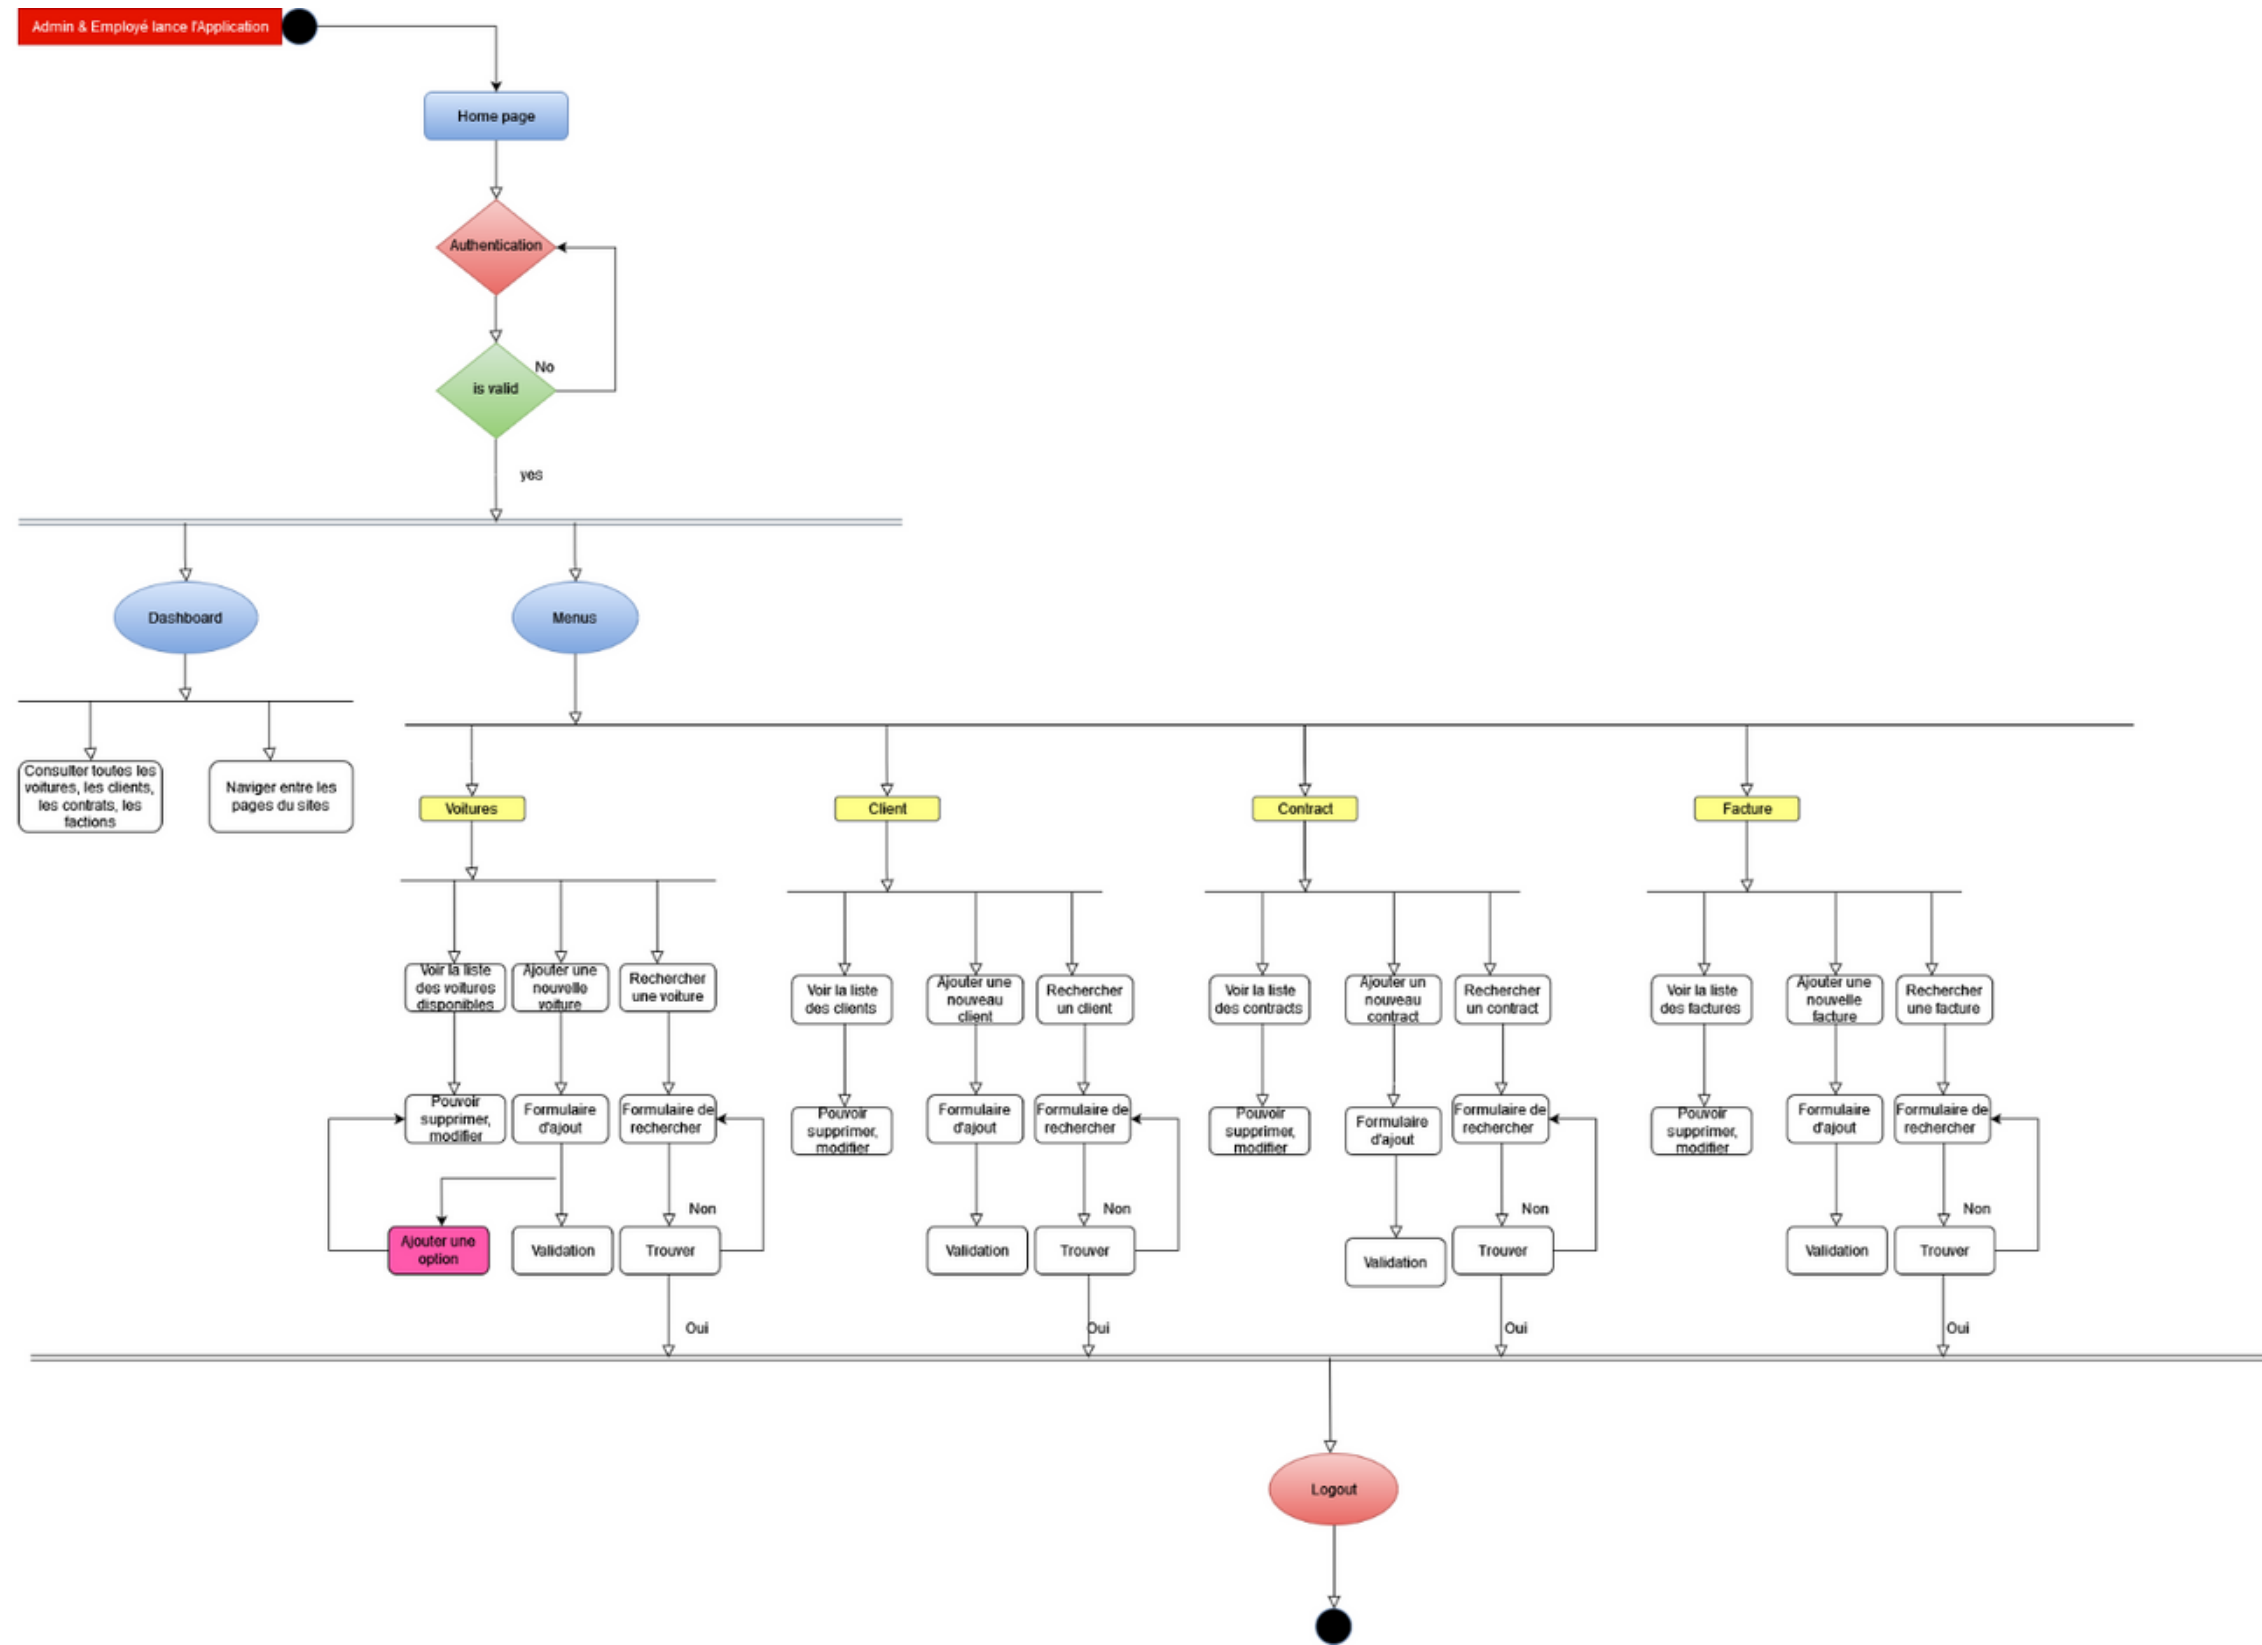 Admin & Employé lance l'Application
Home page
Authentication
No
is valid
yes
Dashboard
Menus
Consulter toutes les
voitures, les clients,
les contrats, les
factions
Naviger entre les
pages du sites
Voitures
Client
Contract
Facture
Voir la liste
des voitures
disponibles
Ajouter une
nouvelle
voiture
Rechercher
une voiture
Voir la liste
des clients
Ajouter une
nouveau
client
Rechercher
un client
Voir la liste
des contracts
Ajouter un
nouveau
contract
Rechercher
un contract
Voir la liste
des factures
Ajouter une
nouvelle
facture
Rechercher
une facture
Pouvoir
supprimer,
modifier
Formulaire
d'ajout
Formulaire de
rechercher
Pouvoir
supprimer,
modifier
Formulaire
d'ajout
Formulaire de
rechercher
Pouvoir
supprimer,
modifier
Formulaire
d'ajout
Formulaire de
rechercher
Pouvoir
supprimer,
modifier
Formulaire
d'ajout
Formulaire de
rechercher
Non
Non
Non
Non
Ajouter une
option
Validation
Trouver
Validation
Trouver
Validation
Trouver
Validation
Trouver
Oui
Oui
Oui
Oui
Logout